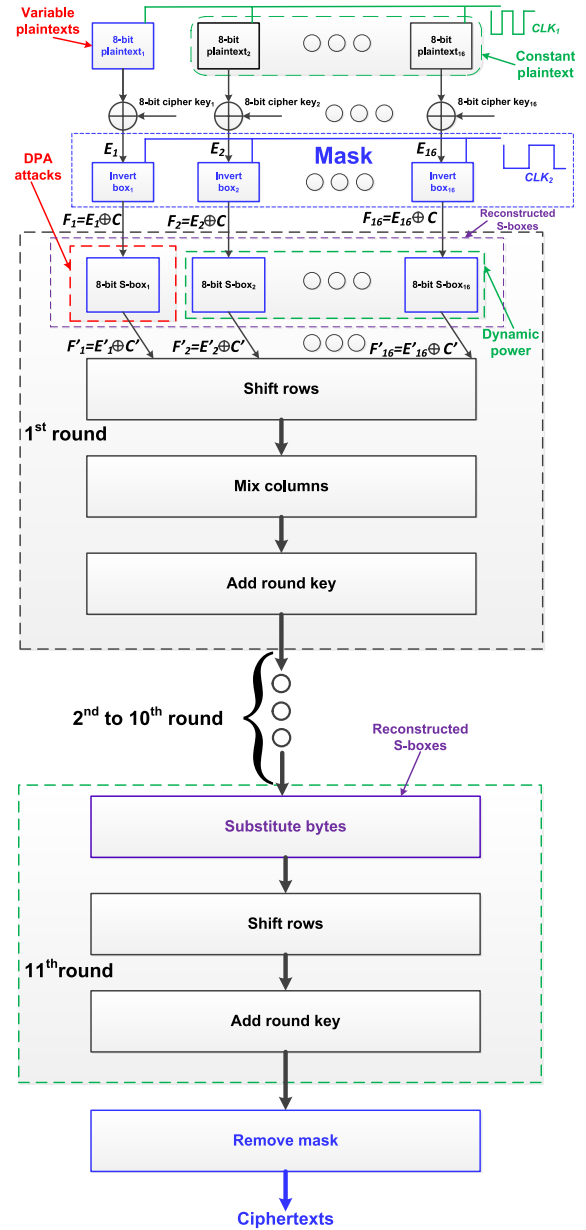 Variable
plaintexts
8-bit
plaintext₁
8-bit
plaintext₂
8-bit
plaintext₁₆
CLK₁
Constant
plaintext
8-bit cipher key₁
8-bit cipher key₂
8-bit cipher key₁₆
E₁
E₂
E₁₆
Mask
DPA
attacks
Invert
box₁
Invert
box₂
Invert
box₁₆
CLK₂
F₁=E₁⊕C
F₂=E₂⊕C
F₁₆=E₁₆⊕C
Reconstructed
S-boxes
8-bit S-box₁
8-bit S-box₂
8-bit S-box₁₆
F'₁=E'₁⊕C'
F'₂=E'₂⊕C'
F'₁₆=E'₁₆⊕C'
Dynamic
power
Shift rows
1ˢᵗ round
Mix columns
Add round key
2ⁿᵈ to 10ᵗʰ round
Reconstructed
S-boxes
Substitute bytes
Shift rows
11ᵗʰround
Add round key
Remove mask
Ciphertexts